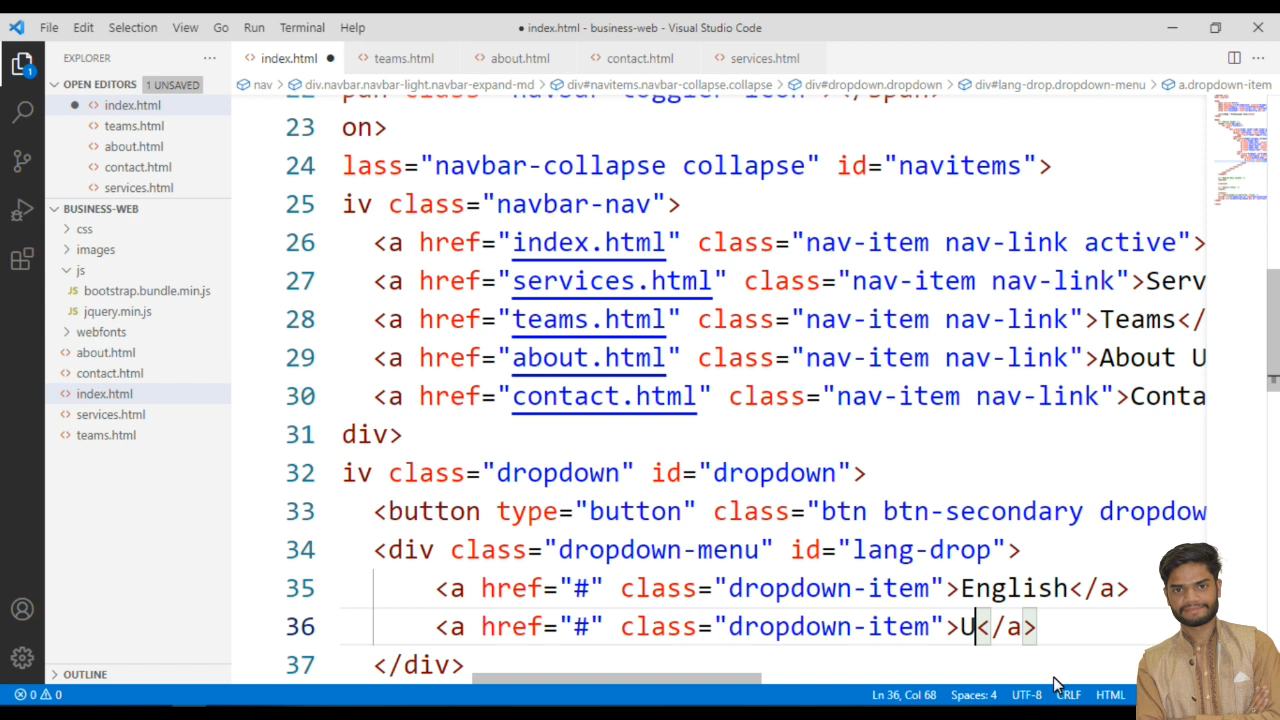 File Edit Selection View Go Run Terminal Help
● index.html - business-web - Visual Studio Code
EXPLORER
index.html
teams.html
about.html
contact.html
services.html
OPEN EDITORS 1 UNSAVED
nav > div.navbar.navbar-light.navbar-expand-md > div#navitems.navbar-collapse.collapse > div#dropdown.dropdown > div#lang-drop.dropdown-menu > a.dropdown-item
1
index.html
teams.html
about.html
contact.html
services.html
BUSINESS-WEB
css
images
js
JS bootstrap.bundle.min.js
JS jquery.min.js
webfonts
about.html
contact.html
index.html
services.html
teams.html
OUTLINE
23 on>
24 lass="navbar-collapse collapse" id="navitems">
25 iv class="navbar-nav">
26 <a href="index.html" class="nav-item nav-link active">
27 <a href="services.html" class="nav-item nav-link">Serv
28 <a href="teams.html" class="nav-item nav-link">Teams</
29 <a href="about.html" class="nav-item nav-link">About U
30 <a href="contact.html" class="nav-item nav-link">Conta
31 div>
32 iv class="dropdown" id="dropdown">
33 <button type="button" class="btn btn-secondary dropdow
34 <div class="dropdown-menu" id="lang-drop">
35 <a href="#" class="dropdown-item">English</a>
36 <a href="#" class="dropdown-item">U</a>
37 </div>
0 0 Ln 36, Col 68 Spaces: 4 UTF-8 CRLF HTML